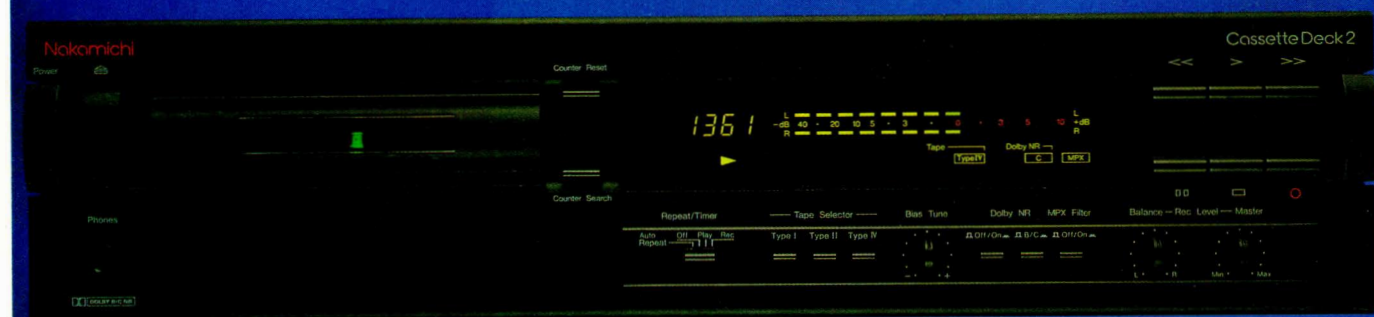 Nakamichi
Cassette Deck 2
Power
Counter Reset
<< > >>
1361
L
-dB 40 · 20 10 5 · 3 · · 0 · 3 5 10 +dB
R
L
R
Tape
Type IV
Dolby NR
C
MPX
Counter Search
Phones
Repeat/Timer
Tape Selector
Bias Tune
Dolby NR
MPX Filter
Balance — Rec Level — Master
Auto Repeat
Off Play Rec
Type I Type II Type IV
Off/On
B/C
Off/On
- +
L R
Min Max
DOLBY B-C NR